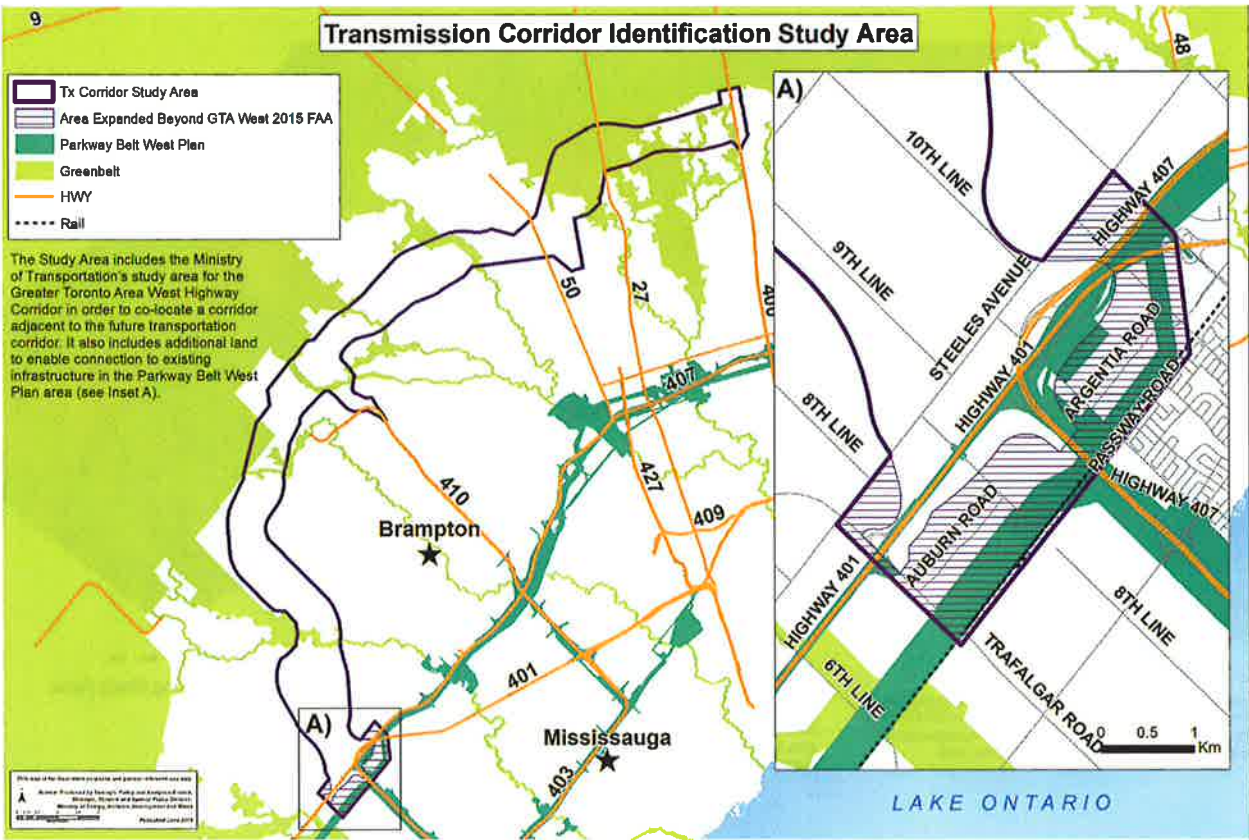 Transmission Corridor Identification Study Area
9
48
Tx Corridor Study Area
Area Expanded Beyond GTA West 2015 FAA
Parkway Belt West Plan
Greenbelt
HWY
Rail
The Study Area includes the Ministry
of Transportation's study area for the
Greater Toronto Area West Highway
Corridor in order to co-locate a corridor
adjacent to the future transportation
corridor. It also includes additional land
to enable connection to existing
infrastructure in the Parkway Belt West
Plan area (see Inset A).
50
27
407
427
410
409
Brampton
401
A)
Mississauga
403
A)
10TH LINE
HIGHWAY 407
9TH LINE
STEELES AVENUE
HIGHWAY 401
ARGENTIA ROAD
PASSWAY ROAD
8TH LINE
HIGHWAY 407
AUBURN ROAD
HIGHWAY 401
8TH LINE
6TH LINE
TRAFALGAR ROAD
0 0.5 1
Km
LAKE ONTARIO